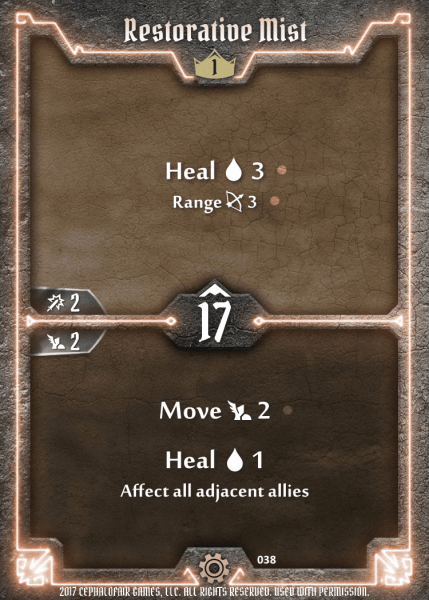 Restorative Mist
1
Heal 3
Range 3
2
17
2
Move 2
Heal 1
Affect all adjacent allies
038
2017 CEPHALOFAIR GAMES, LLC. ALL RIGHTS RESERVED. USED WITH PERMISSION.